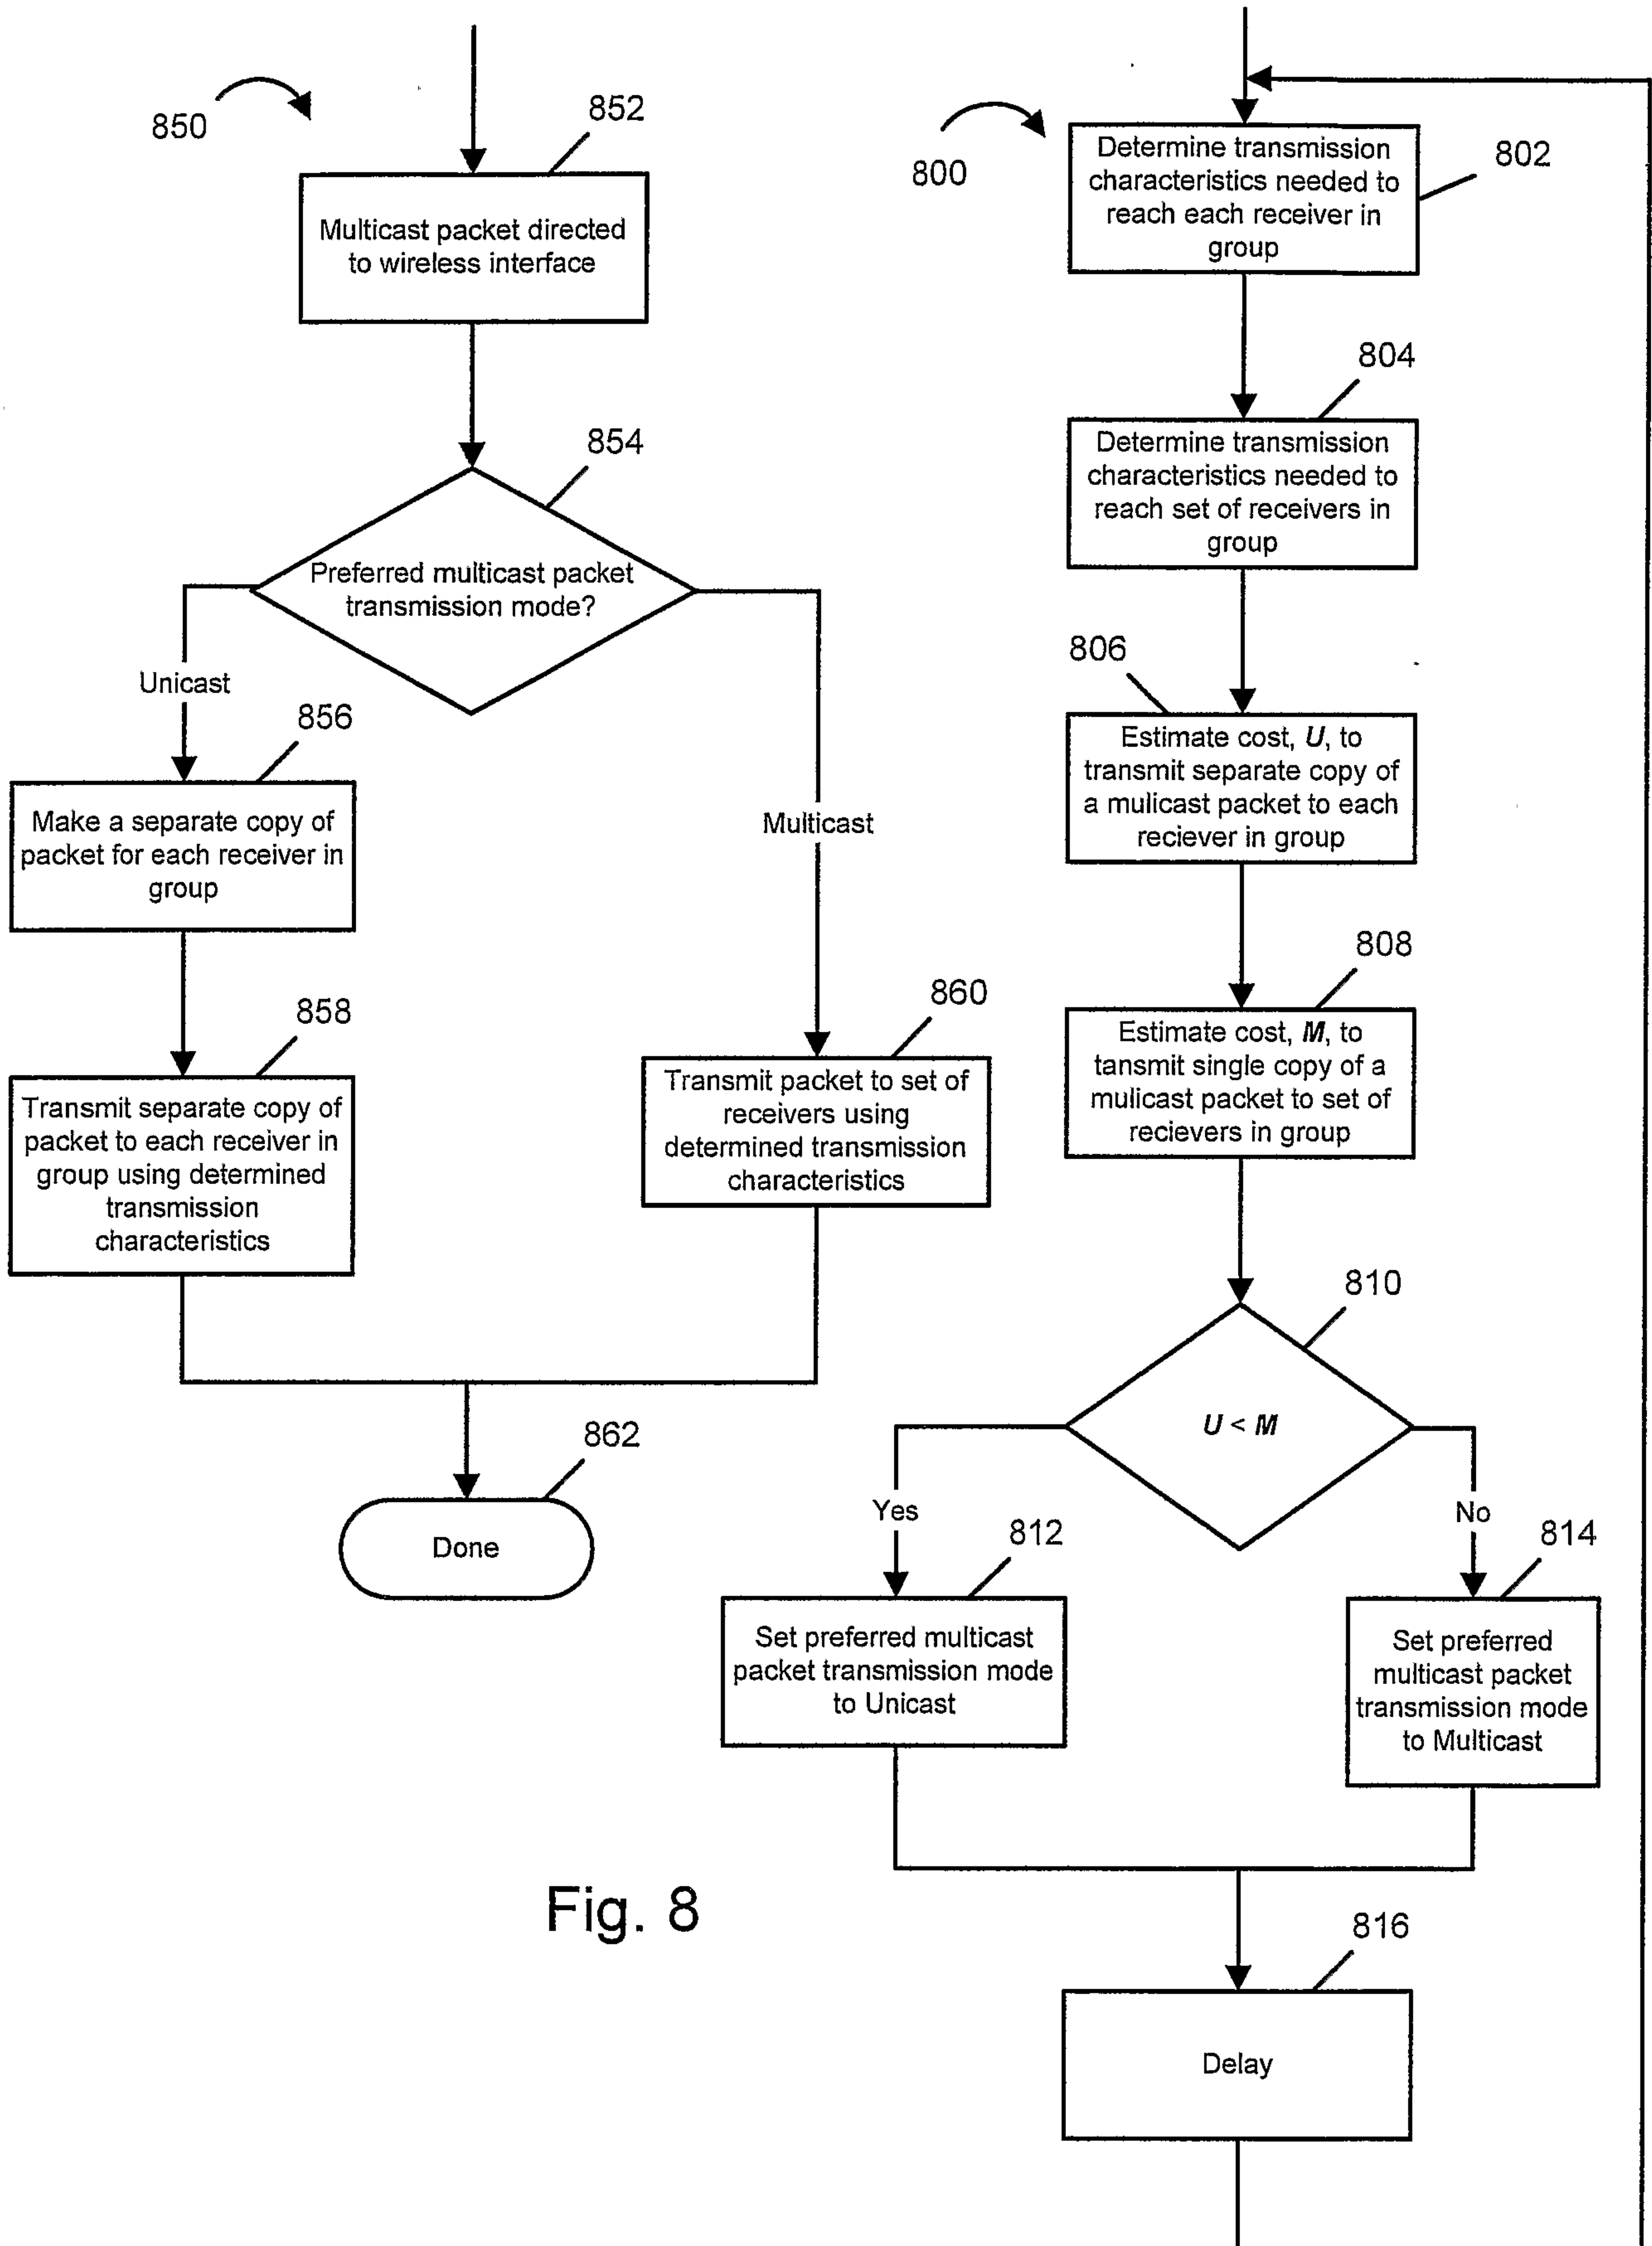 850
852
Multicast packet directed
to wireless interface
854
Preferred multicast packet
transmission mode?
Unicast
Multicast
856
Make a separate copy of
packet for each receiver in
group
858
Transmit separate copy of
packet to each receiver in
group using determined
transmission
characteristics
860
Transmit packet to set of
receivers using
determined transmission
characteristics
862
Done
800
802
Determine transmission
characteristics needed to
reach each receiver in
group
804
Determine transmission
characteristics needed to
reach set of receivers in
group
806
Estimate cost, U, to
transmit separate copy of
a mulicast packet to each
reciever in group
808
Estimate cost, M, to
tansmit single copy of a
mulicast packet to set of
recievers in group
810
U < M
Yes
No
812
Set preferred multicast
packet transmission mode
to Unicast
814
Set preferred
multicast packet
transmission mode
to Multicast
816
Delay
Fig. 8